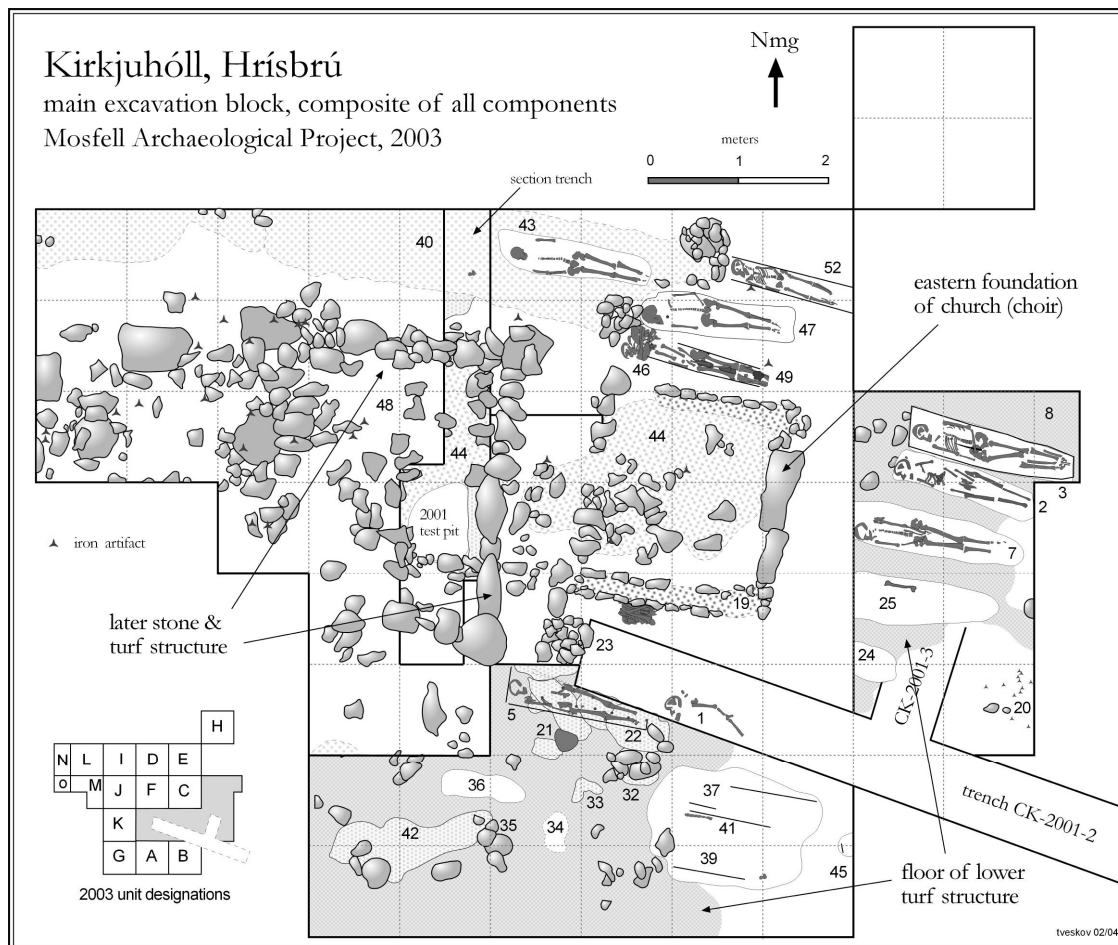 Kirkjuhóll, Hrísbrú
main excavation block, composite of all components
Mosfell Archaeological Project, 2003
Nmg
meters
0 1 2
section trench
40
43
52
47
46
49
48
44
44
eastern foundation
of church (choir)
8
3
2
7
25
24
20
CK-2001-3
2001
test pit
iron artifact
later stone &
turf structure
19
23
5
21
22
1
36
33
32
37
42
35
34
41
39
45
trench CK-2001-2
floor of lower
turf structure
H
N L I D E
O M J F C
K
G A B
2003 unit designations
tveskov 02/04